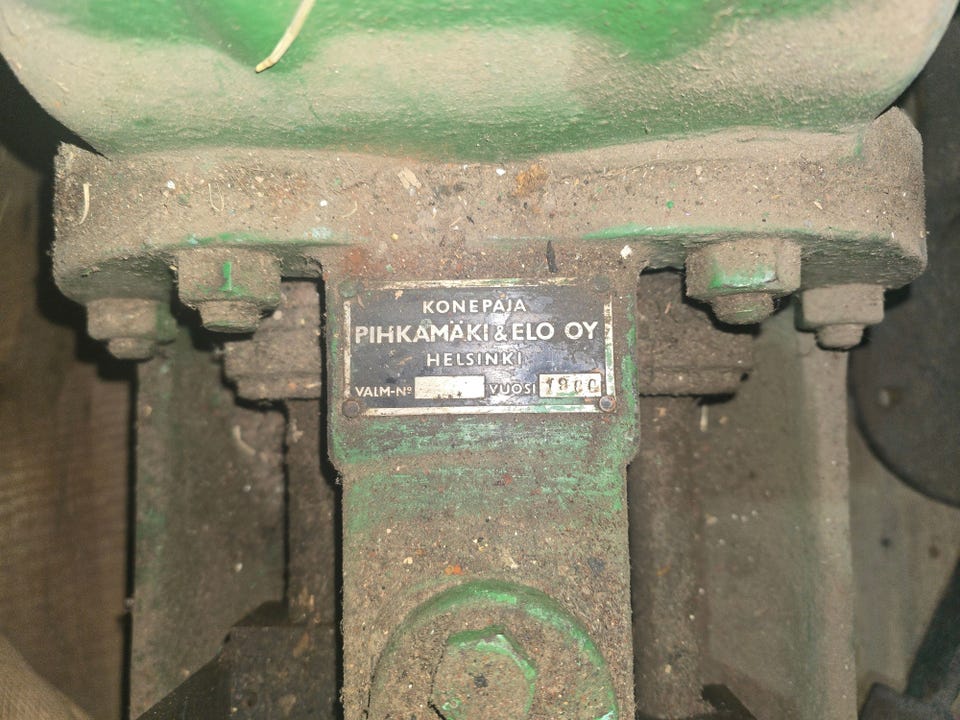 KONEPAJA
PIHKAMÄKI & ELO OY
HELSINKI
VALM-Nº VUOSI